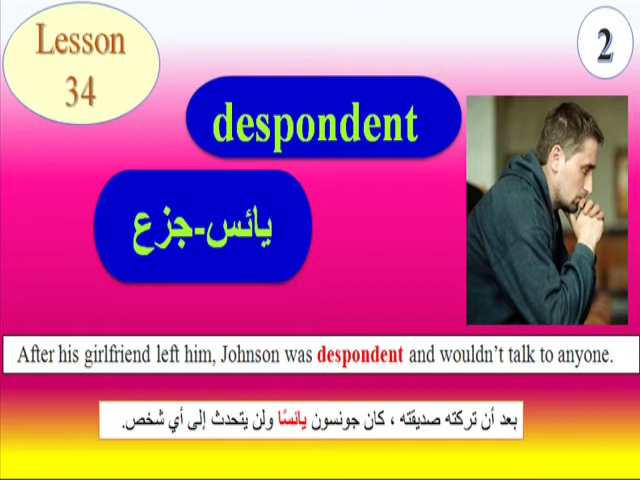 Lesson
34
2
despondent
يائس-جزع
After his girlfriend left him, Johnson was despondent and wouldn't talk to anyone.
بعد أن تركته صديقته ، كان جونسون يائسًا ولن يتحدث إلى أي شخص.